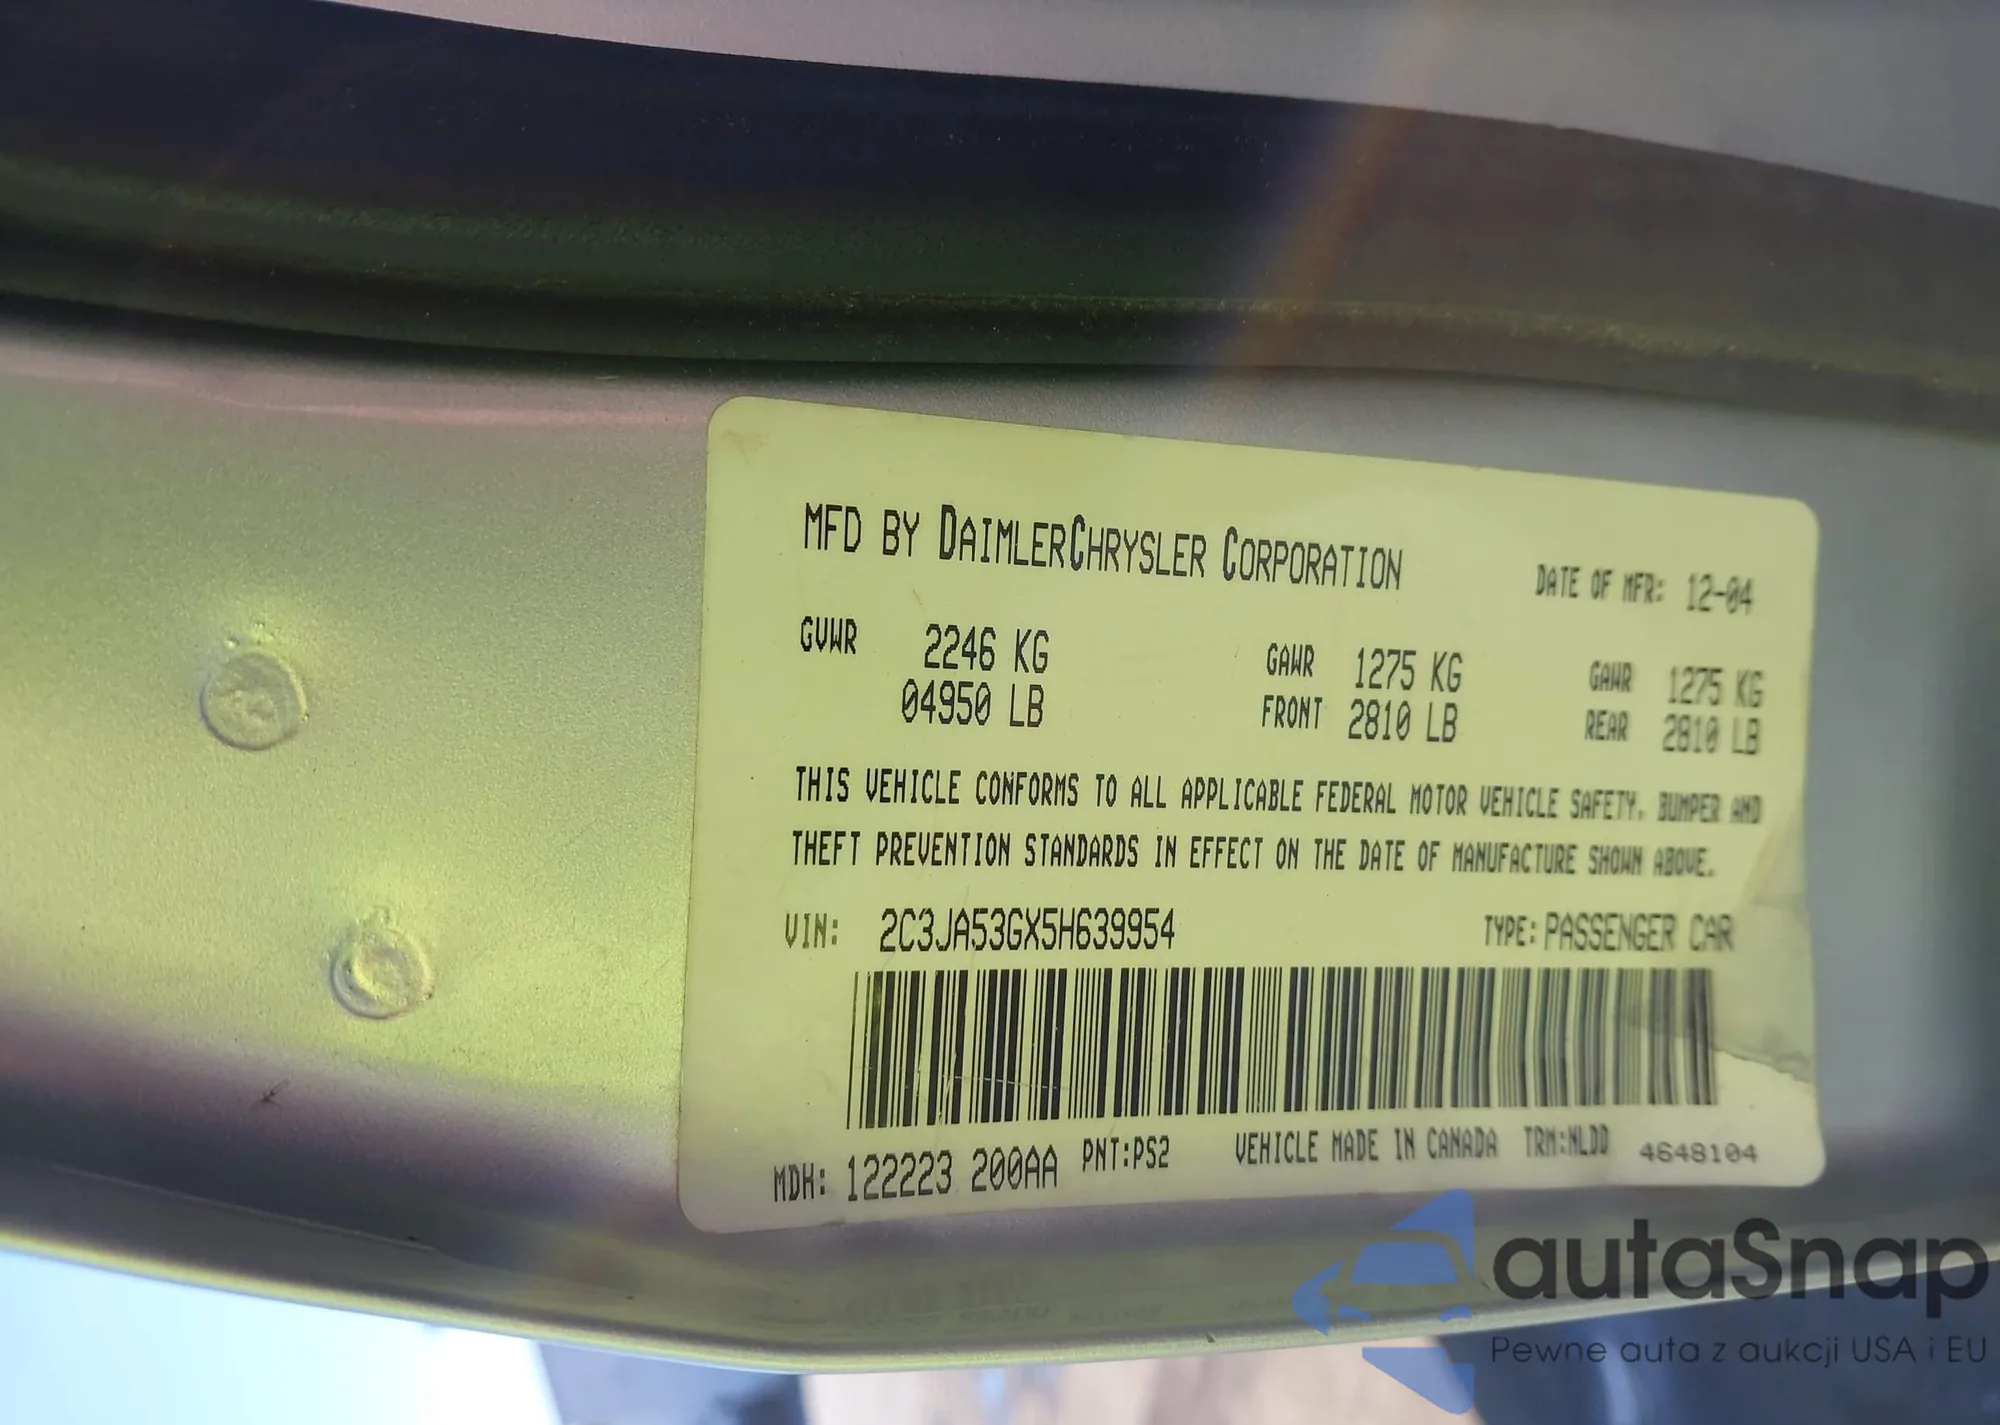 MFD BY DAIMLERCHRYSLER CORPORATION
DATE OF MFR: 12-04
GVWR 2246 KG
04950 LB
GAWR 1275 KG
FRONT 2810 LB
GAWR 1275 KG
REAR 2810 LB
THIS VEHICLE CONFORMS TO ALL APPLICABLE FEDERAL MOTOR VEHICLE SAFETY, BUMPER AND
THEFT PREVENTION STANDARDS IN EFFECT ON THE DATE OF MANUFACTURE SHOWN ABOVE.
VIN: 2C3JA53GX5H639954 TYPE: PASSENGER CAR
MDH: 122223 200AA PNT:PS2 VEHICLE MADE IN CANADA TRM:NLDD 4648104
autaSnap
Pewne auta z aukcji USA i EU